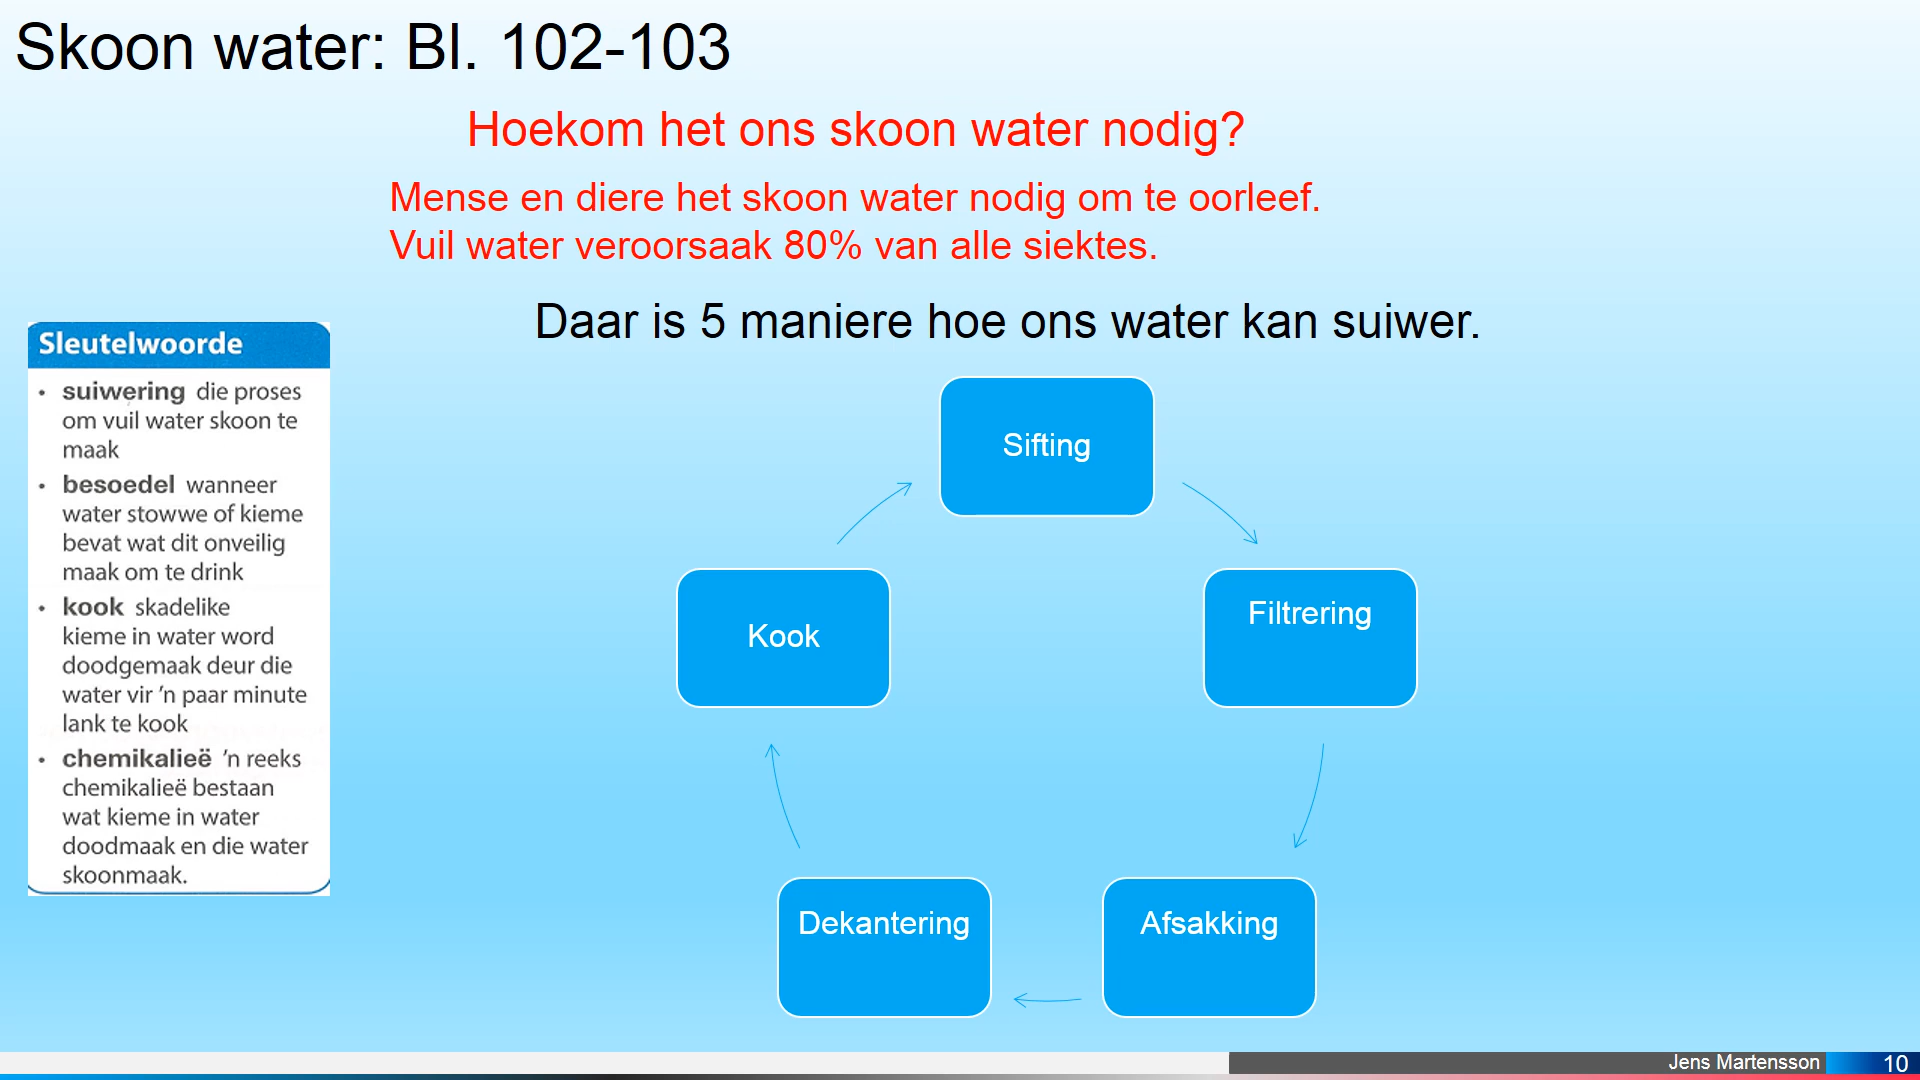 Skoon water: Bl. 102-103
Hoekom het ons skoon water nodig?
Mense en diere het skoon water nodig om te oorleef.
Vuil water veroorsaak 80% van alle siektes.
Daar is 5 maniere hoe ons water kan suiwer.
Sleutelwoorde
• suiwering die proses
om vuil water skoon te
maak
• besoedel wanneer
water stowwe of kieme
bevat wat dit onveilig
maak om te drink
• kook skadelike
kieme in water word
doodgemaak deur die
water vir 'n paar minute
lank te kook
• chemikalieë 'n reeks
chemikalieë bestaan
wat kieme in water
doodmaak en die water
skoonmaak.
Sifting
Filtrering
Afsakking
Dekantering
Kook
Jens Martensson
10